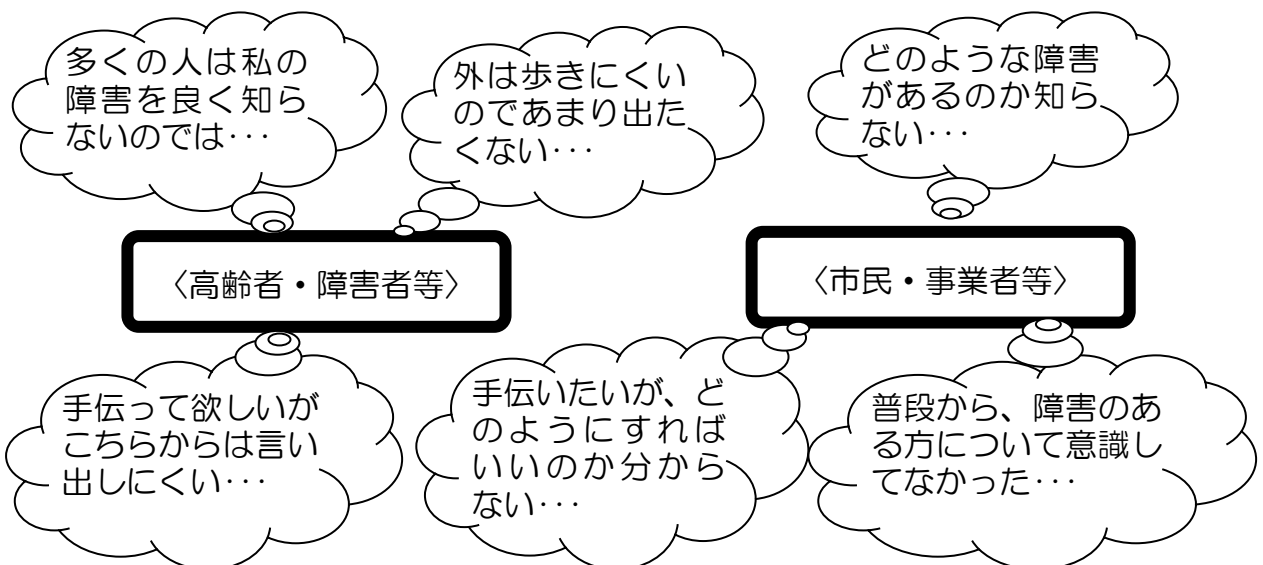 多くの人は私の
障害を良く知ら
ないのでは･･･
外は歩きにくい
のであまり出た
くない･･･
どのような障害
があるのか知ら
ない･･･
〈高齢者・障害者等〉
〈市民・事業者等〉
手伝って欲しいが
こちらからは言い
出しにくい･･･
手伝いたいが、ど
のようにすれば
いいのか分から
ない･･･
普段から、障害のあ
る方について意識し
てなかった･･･